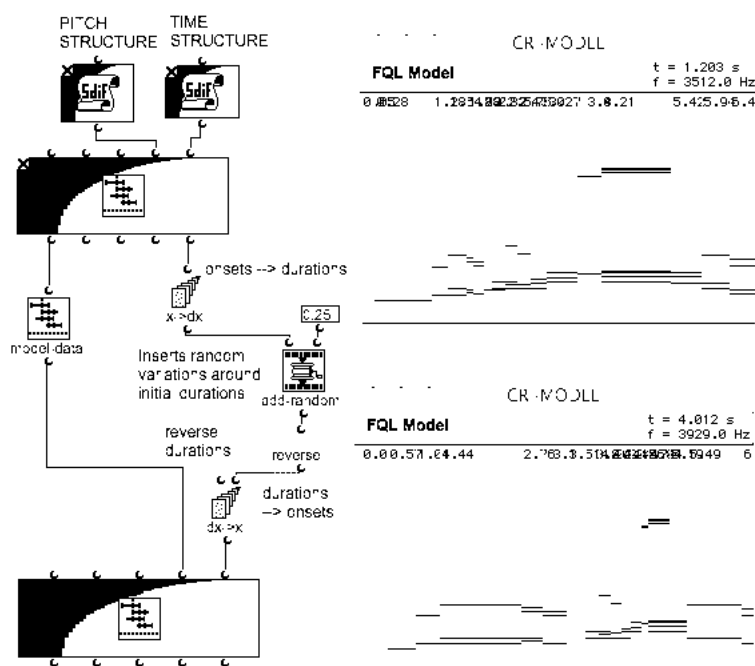 PITCH
STRUCTURE
TIME
STRUCTURE
Sdif
Sdif
onsets --> durations
x->dx
0.25
model-data
Inserts random
variations around
initial durations
add-random
reverse
durations
reverse
durations
--> onsets
dx->x
FQL Model
t = 1.203 s
f = 3512.0 Hz
FQL Model
t = 4.012 s
f = 3929.0 Hz